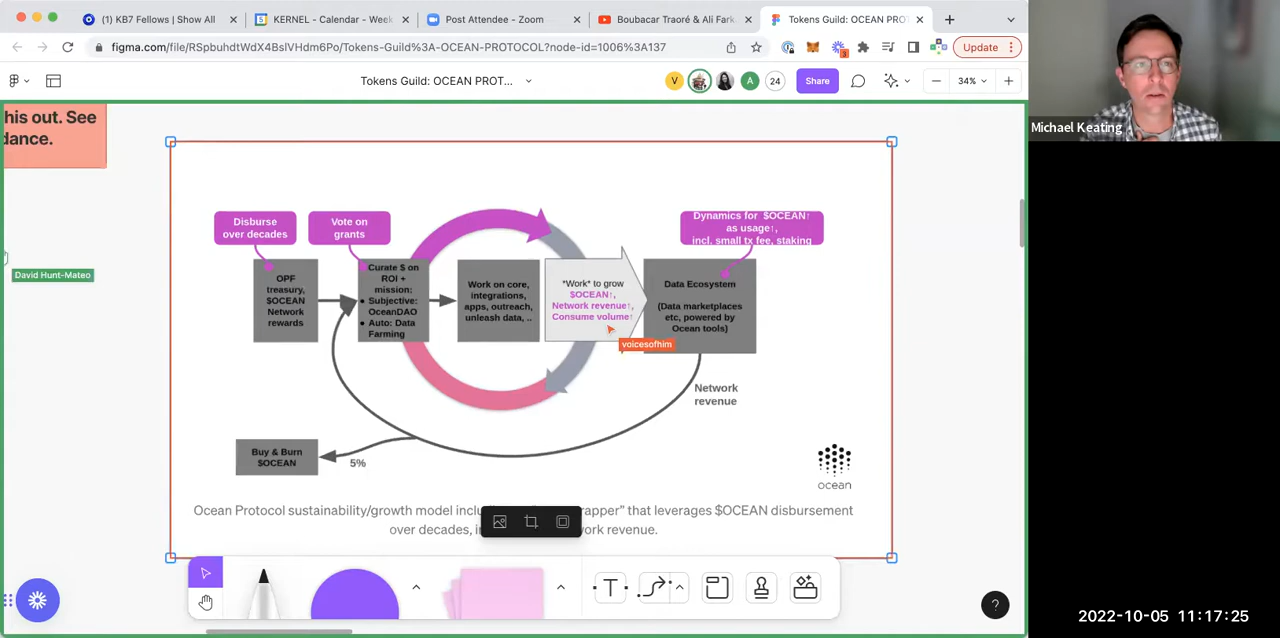 (1) KB7 Fellows | Show All
KERNEL - Calendar - Week
Post Attendee - Zoom
Boubacar Traoré & Ali Fark
Tokens Guild: OCEAN PRO
figma.com/file/RSpbuhdtWdX4BslVHdm6Po/Tokens-Guild%3A-OCEAN-PROTOCOL?node-id=1006%3A137
3
Update
Tokens Guild: OCEAN PROT...
V
A
24
Share
34%
his out. See
dance.
Michael Keating
Disburse
over decades
Vote on
grants
Dynamics for $OCEAN↑
as usage↑,
incl. small tx fee, staking
David Hunt-Mateo
OPF
treasury,
$OCEAN
Network
rewards
Curate $ on
ROI +
mission:
• Subjective:
OceanDAO
• Auto: Data
Farming
Work on core,
integrations,
apps, outreach,
unleash data, ..
*Work* to grow
$OCEAN↑,
Network revenue↑,
Consume volume↑
voicesofhim
Data Ecosystem
(Data marketplaces
etc, powered by
Ocean tools)
Network
revenue
Buy & Burn
$OCEAN
5%
ocean
Ocean Protocol sustainability/growth model inclu rapper” that leverages $OCEAN disbursement
over decades, i work revenue.
T
?
2022-10-05 11:17:25